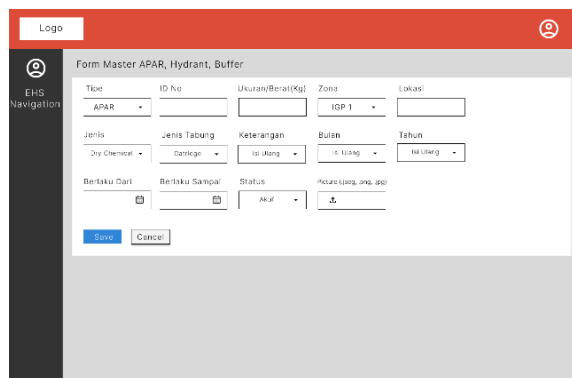 Logo
EHS
Navigation
Form Master APAR, Hydrant, Buffer
Tipe ID No Ukuran/Berat(Kg) Zona Lokasi
APAR IGP 1
Jenis Jenis Tabung Keterangan Bulan Tahun
Dry Chemical Catridge Isi Ulang Isi Ulang Isi Ulang
Berlaku Dari Berlaku Sampai Status Picture (.jpeg, .png, .jpg)
Aktif
Save Cancel